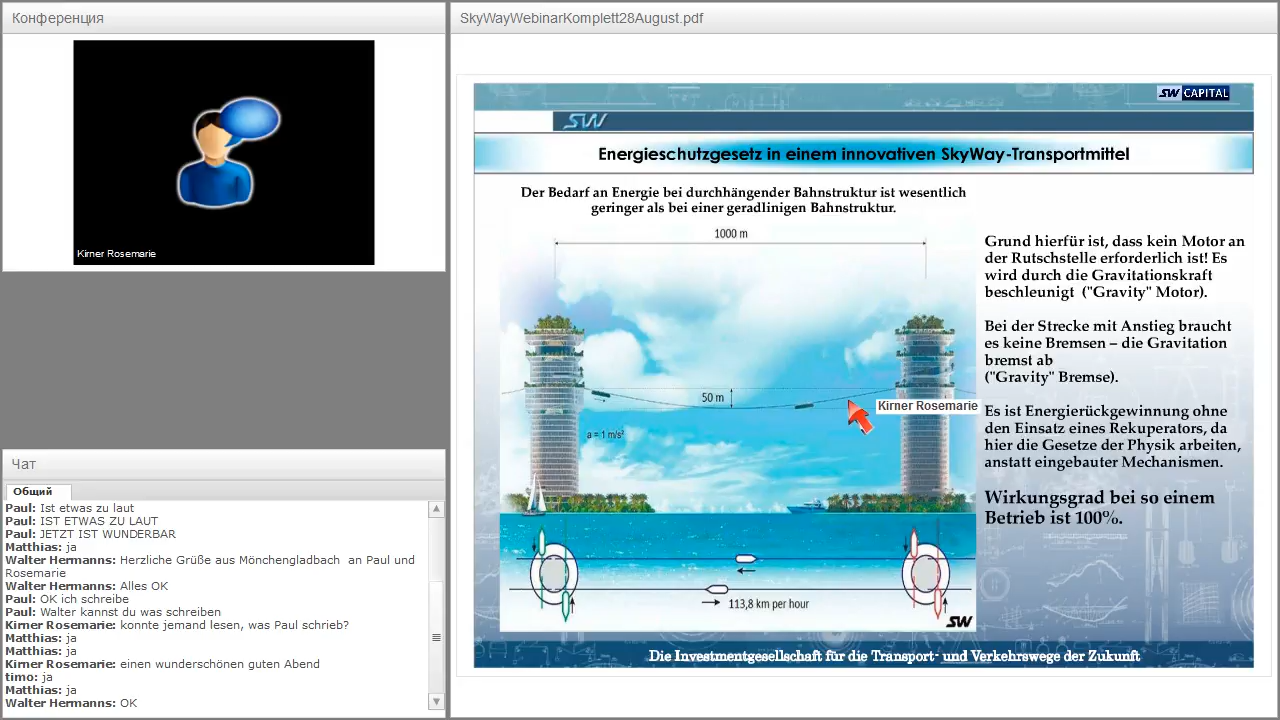 Конференция
Kirner Rosemarie
Чат
Общий
Paul: Ist etwas zu laut
Paul: IST ETWAS ZU LAUT
Paul: JETZT IST WUNDERBAR
Matthias: ja
Walter Hermanns: Herzliche Grüße aus Mönchengladbach an Paul und
Rosemarie
Walter Hermanns: Alles OK
Paul: OK ich schreibe
Paul: Walter kannst du was schreiben
Kirner Rosemarie: konnte jemand lesen, was Paul schrieb?
Matthias: ja
Matthias: ja
Kirner Rosemarie: einen wunderschönen guten Abend
timo: ja
Matthias: ja
Walter Hermanns: OK
SkyWayWebinarKomplett28August.pdf
SW CAPITAL
SW
Energieschutzgesetz in einem innovativen SkyWay-Transportmittel
Der Bedarf an Energie bei durchhängender Bahnstruktur ist wesentlich
geringer als bei einer geradlinigen Bahnstruktur.
1000 m
50 m
a = 1 m/s²
Kirner Rosemarie
113,8 km per hour
SW
Grund hierfür ist, dass kein Motor an
der Rutschstelle erforderlich ist! Es
wird durch die Gravitationskraft
beschleunigt ("Gravity" Motor).
Bei der Strecke mit Anstieg braucht
es keine Bremsen – die Gravitation
bremst ab
("Gravity" Bremse).
Es ist Energierückgewinnung ohne
den Einsatz eines Rekuperators, da
hier die Gesetze der Physik arbeiten,
anstatt eingebauter Mechanismen.
Wirkungsgrad bei so einem
Betrieb ist 100%.
Die Investmentgesellschaft für die Transport- und Verkehrswege der Zukunft